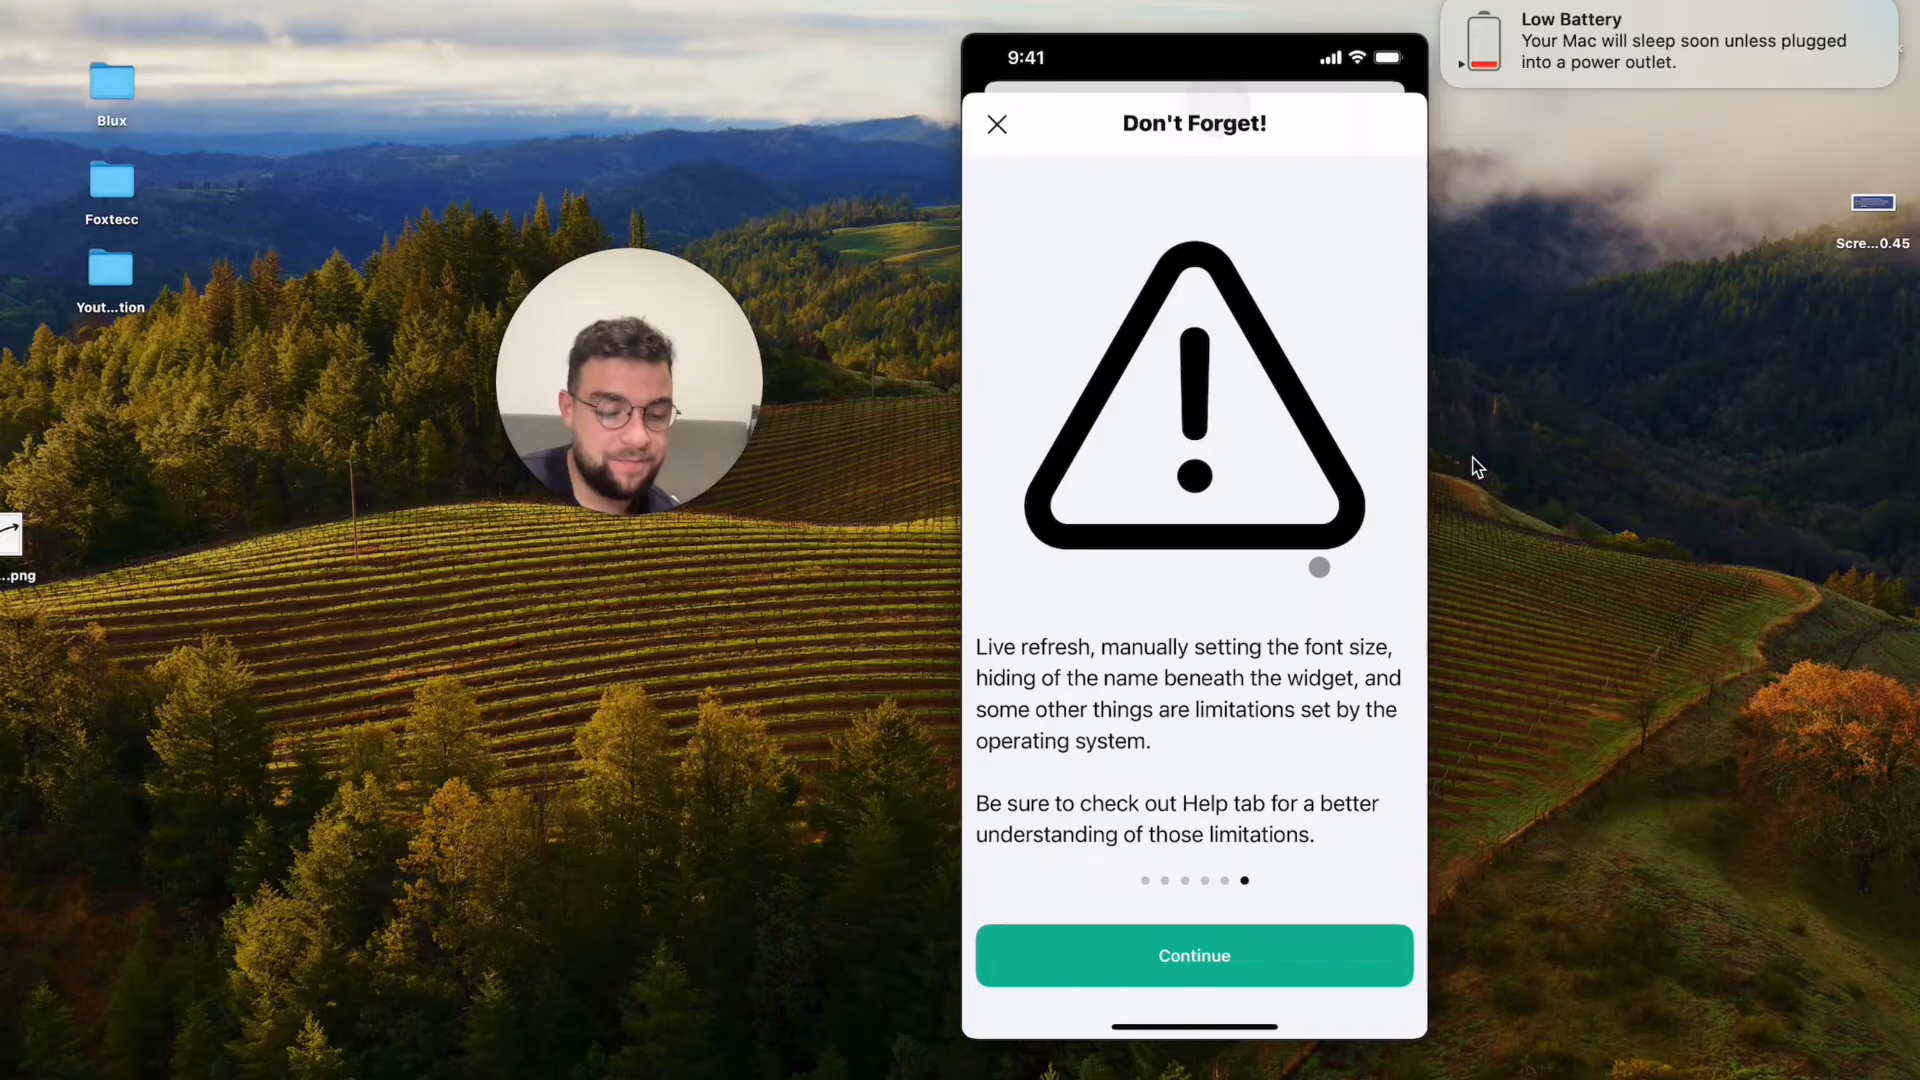 Low Battery
Your Mac will sleep soon unless plugged
into a power outlet.
9:41
Don't Forget!
Blux
Foxtecc
Yout...tion
Scre...0.45
...png
Live refresh, manually setting the font size,
hiding of the name beneath the widget, and
some other things are limitations set by the
operating system.
Be sure to check out Help tab for a better
understanding of those limitations.
Continue